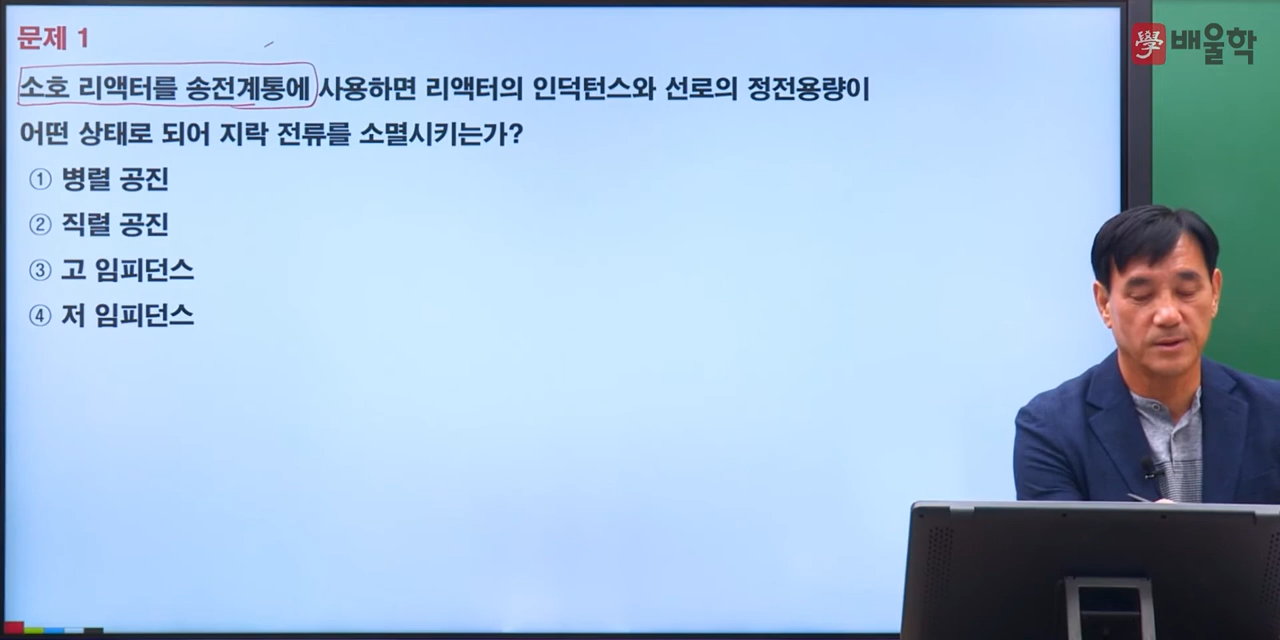 문제 1
學 배울학
소호 리액터를 송전계통에 사용하면 리액터의 인덕턴스와 선로의 정전용량이
어떤 상태로 되어 지락 전류를 소멸시키는가?
① 병렬 공진
② 직렬 공진
③ 고 임피던스
④ 저 임피던스